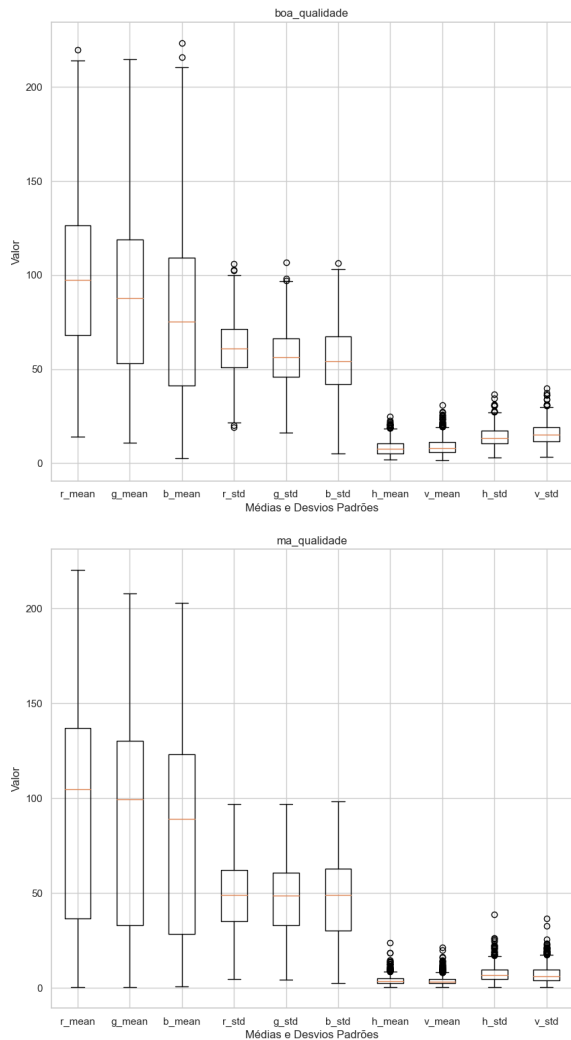 boa_qualidade
200
150
100
50
0
Valor
r_mean g_mean b_mean r_std g_std b_std h_mean v_mean h_std v_std
Médias e Desvios Padrões
ma_qualidade
200
150
100
50
0
Valor
r_mean g_mean b_mean r_std g_std b_std h_mean v_mean h_std v_std
Médias e Desvios Padrões